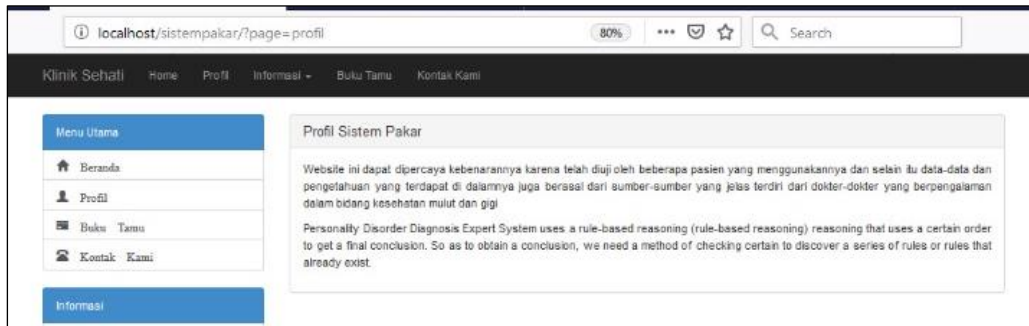 localhost/sistempakar/?page=profil 80% Search
Klinik Sehati Home Profil Informasi Buku Tamu Kontak Kami
Menu Utama
Beranda
Profil
Buku Tamu
Kontak Kami
Informasi
Profil Sistem Pakar
Website ini dapat dipercaya kebenarannya karena telah diuji oleh beberapa pasien yang menggunakannya dan selain itu data-data dan
pengetahuan yang terdapat di dalamnya juga berasal dari sumber-sumber yang jelas terdiri dari dokter-dokter yang berpengalaman
dalam bidang kesehatan mulut dan gigi
Personality Disorder Diagnosis Expert System uses a rule-based reasoning (rule-based reasoning) reasoning that uses a certain order
to get a final conclusion. So as to obtain a conclusion, we need a method of checking certain to discover a series of rules or rules that
already exist.